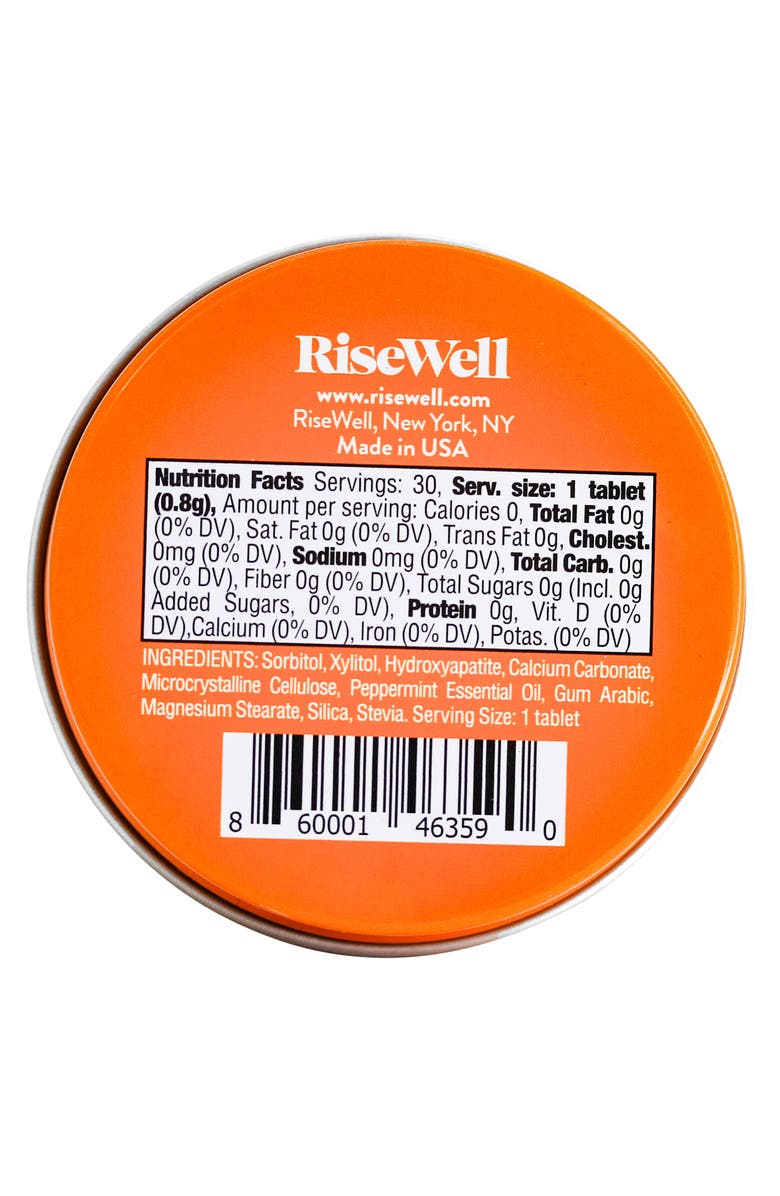 RiseWell
www.risewell.com
RiseWell, New York, NY
Made in USA
Nutrition Facts Servings: 30, Serv. size: 1 tablet
(0.8g), Amount per serving: Calories 0, Total Fat 0g
(0% DV), Sat. Fat 0g (0% DV), Trans Fat 0g, Cholest.
0mg (0% DV), Sodium 0mg (0% DV), Total Carb. 0g
(0% DV), Fiber 0g (0% DV), Total Sugars 0g (Incl. 0g
Added Sugars, 0% DV), Protein 0g, Vit. D (0%
DV),Calcium (0% DV), Iron (0% DV), Potas. (0% DV)
INGREDIENTS: Sorbitol, Xylitol, Hydroxyapatite, Calcium Carbonate,
Microcrystalline Cellulose, Peppermint Essential Oil, Gum Arabic,
Magnesium Stearate, Silica, Stevia. Serving Size: 1 tablet
8 60001 46359 0